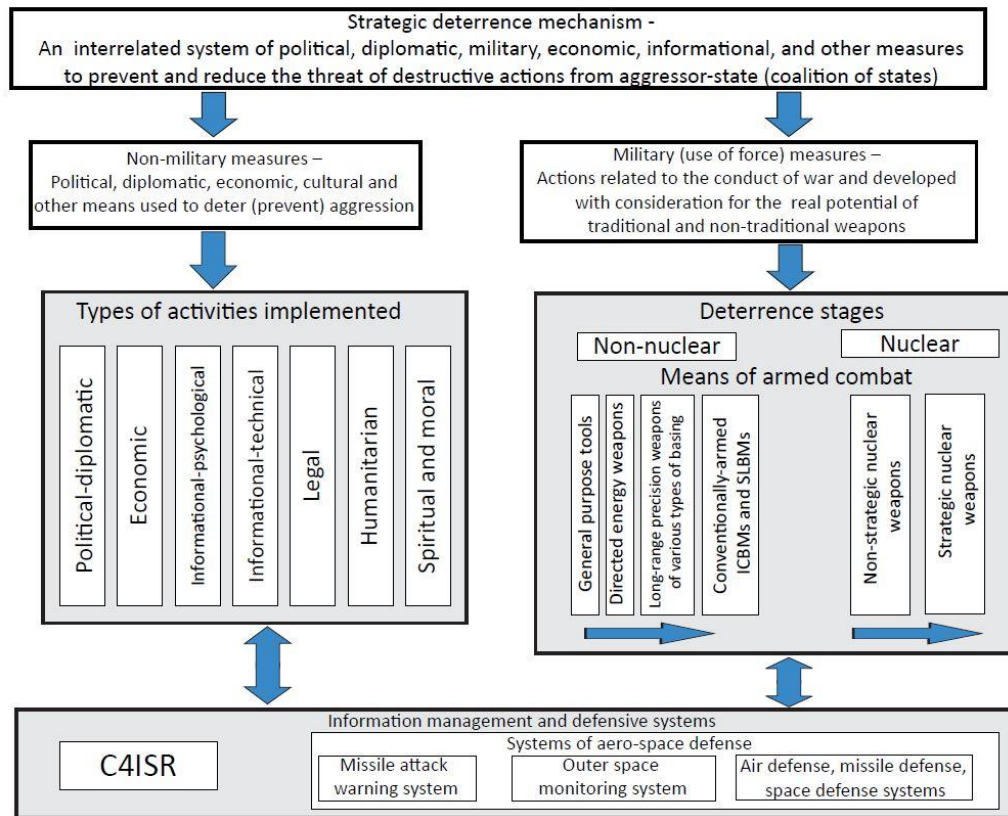 Strategic deterrence mechanism -
An interrelated system of political, diplomatic, military, economic, informational, and other measures
to prevent and reduce the threat of destructive actions from aggressor-state (coalition of states)
Non-military measures –
Political, diplomatic, economic, cultural and
other means used to deter (prevent) aggression
Military (use of force) measures –
Actions related to the conduct of war and developed
with consideration for the real potential of
traditional and non-traditional weapons
Types of activities implemented
Political-diplomatic
Economic
Informational-psychological
Informational-technical
Legal
Humanitarian
Spiritual and moral
Deterrence stages
Non-nuclear
Nuclear
Means of armed combat
General purpose tools
Directed energy weapons
Long-range precision weapons
of various types of basing
Conventionally-armed
ICBMs and SLBMs
Non-strategic nuclear
weapons
Strategic nuclear
weapons
Information management and defensive systems
C4ISR
Systems of aero-space defense
Missile attack
warning system
Outer space
monitoring system
Air defense, missile defense,
space defense systems